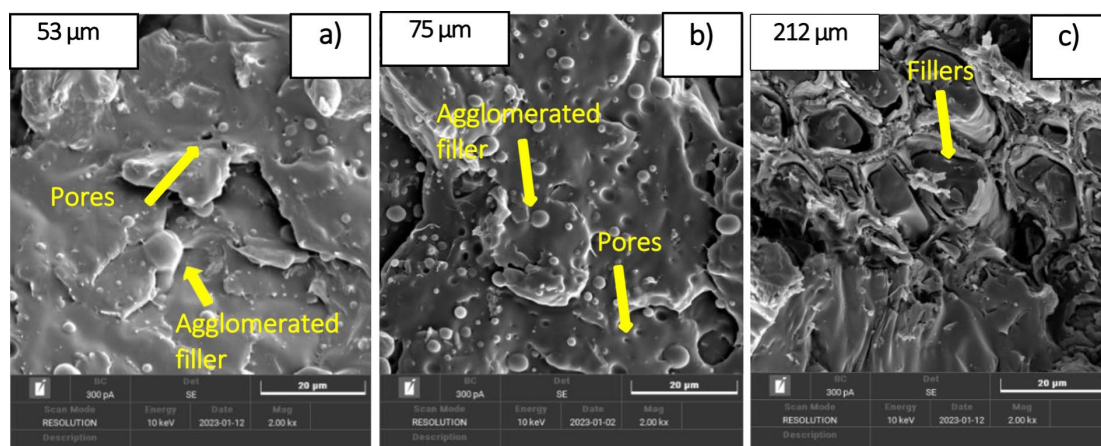 53 µm
a)
Pores
Agglomerated
filler
BC
300 pA
Det
SE
20 µm
Scan Mode
RESOLUTION
Energy
10 keV
Date
2023-01-12
Mag
2.00 kx
Description
75 µm
b)
Agglomerated
filler
Pores
BC
300 pA
Det
SE
20 µm
Scan Mode
RESOLUTION
Energy
10 keV
Date
2023-01-02
Mag
2.00 kx
Description
212 µm
c)
Fillers
BC
300 pA
Det
SE
20 µm
Scan Mode
RESOLUTION
Energy
10 keV
Date
2023-01-12
Mag
2.00 kx
Description